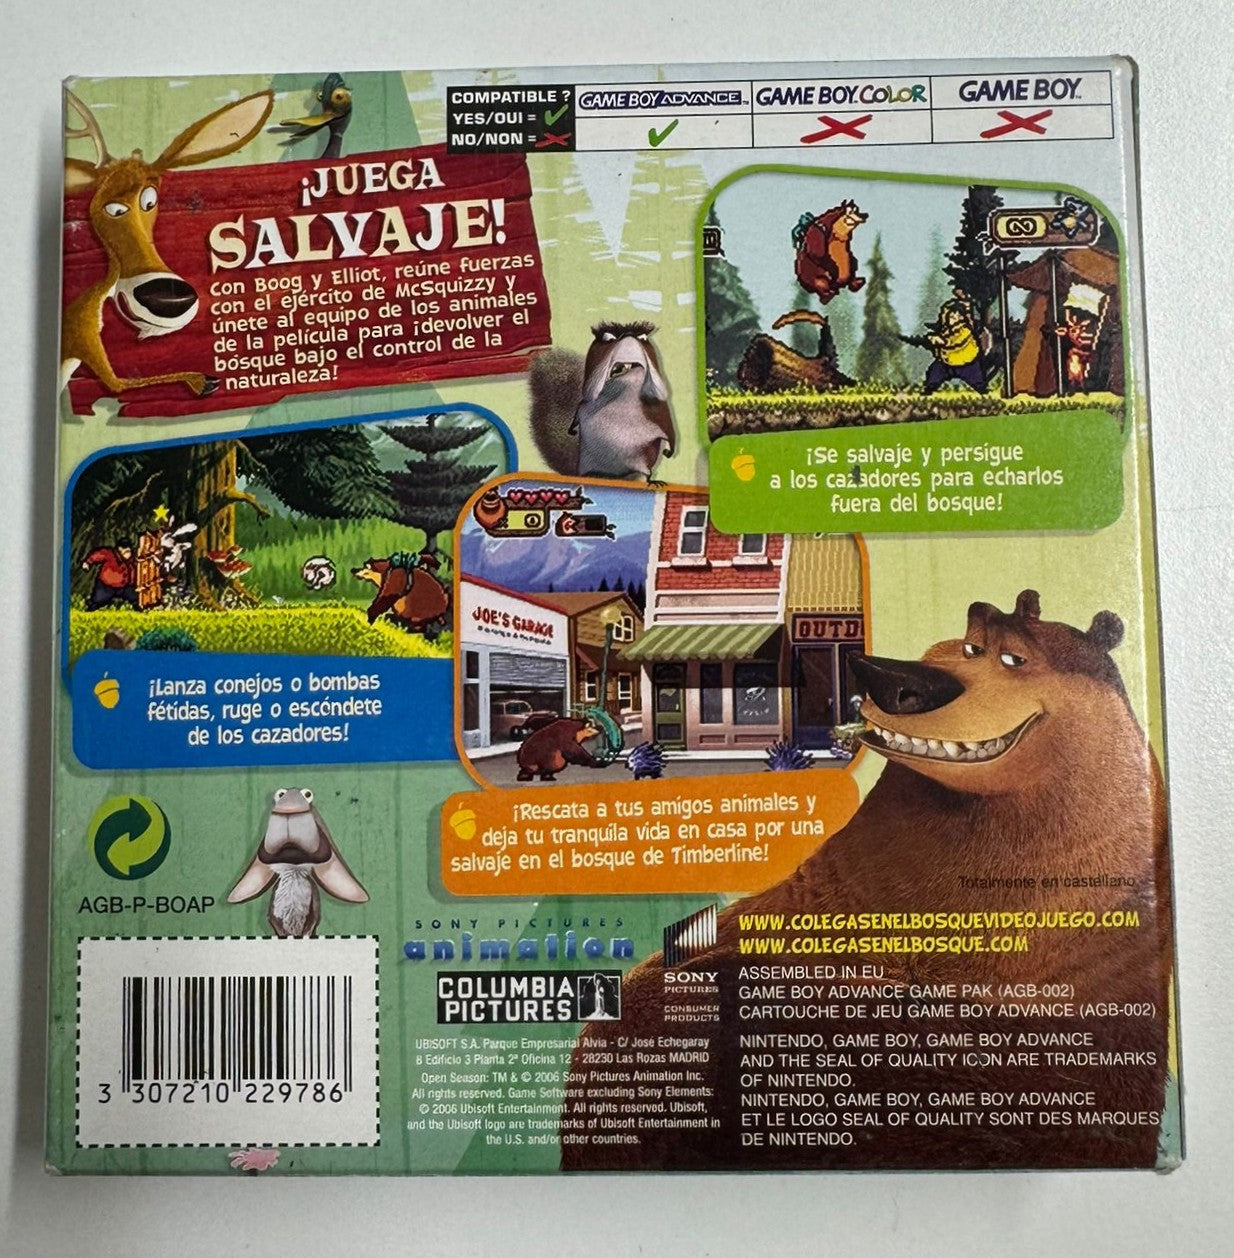 COMPATIBLE ?
YES/OUI =
NO/NON =
GAME BOY ADVANCE
GAME BOY COLOR
GAME BOY
¡JUEGA
SALVAJE!
con Boog y Elliot, reúne fuerzas
con el ejército de McSquizzy y
únete al equipo de los animales
de la película para ¡devolver el
bosque bajo el control de la
naturaleza!
¡Se salvaje y persigue
a los cazadores para echarlos
fuera del bosque!
JOE'S GARAGE
OUTD
¡Lanza conejos o bombas
fétidas, ruge o escóndete
de los cazadores!
¡Rescata a tus amigos animales y
deja tu tranquila vida en casa por una
salvaje en el bosque de Timberline!
Totalmente en castellano
AGB-P-BOAP
3 307210 229786
SONY PICTURES
animation
COLUMBIA
PICTURES
SONY
PICTURES
CONSUMER
PRODUCTS
UBISOFT S.A. Parque Empresarial Alvia - C/ José Echegaray
8 Edificio 3 Planta 2ª Oficina 12 - 28230 Las Rozas MADRID
Open Season: TM & © 2006 Sony Pictures Animation Inc.
All rights reserved. Game Software excluding Sony Elements:
© 2006 Ubisoft Entertainment. All rights reserved. Ubisoft,
and the Ubisoft logo are trademarks of Ubisoft Entertainment in
the U.S. and/or other countries.
WWW.COLEGASENELBOSQUEVIDEOJUEGO.COM
WWW.COLEGASENELBOSQUE.COM
ASSEMBLED IN EU
GAME BOY ADVANCE GAME PAK (AGB-002)
CARTOUCHE DE JEU GAME BOY ADVANCE (AGB-002)
NINTENDO, GAME BOY, GAME BOY ADVANCE
AND THE SEAL OF QUALITY ICON ARE TRADEMARKS
OF NINTENDO.
NINTENDO, GAME BOY, GAME BOY ADVANCE
ET LE LOGO SEAL OF QUALITY SONT DES MARQUES
DE NINTENDO.